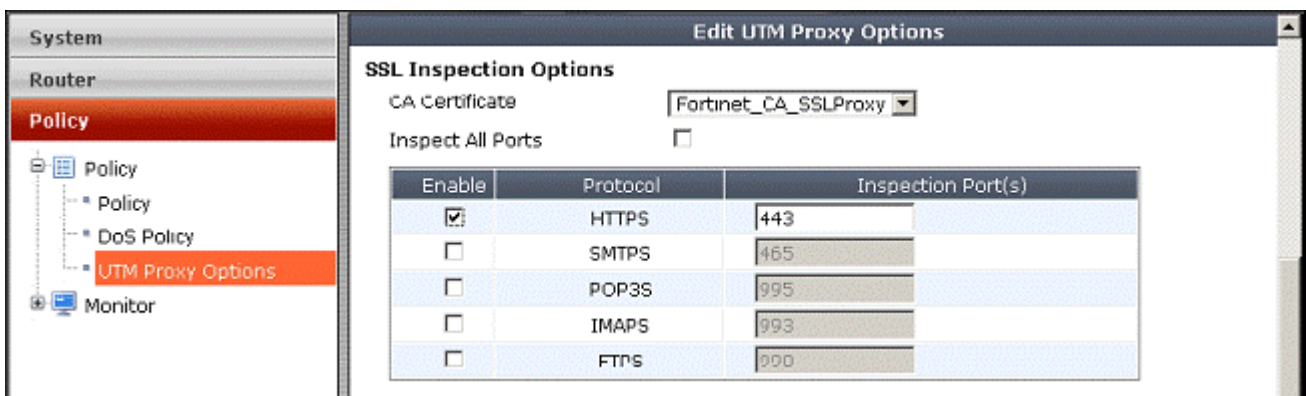 System
Router
Policy
Policy
Policy
DoS Policy
UTM Proxy Options
Monitor
Edit UTM Proxy Options
SSL Inspection Options
CA Certificate Fortinet_CA_SSLProxy
Inspect All Ports
Enable Protocol Inspection Port(s)
HTTPS 443
SMTPS 465
POP3S 995
IMAPS 993
FTPS 990